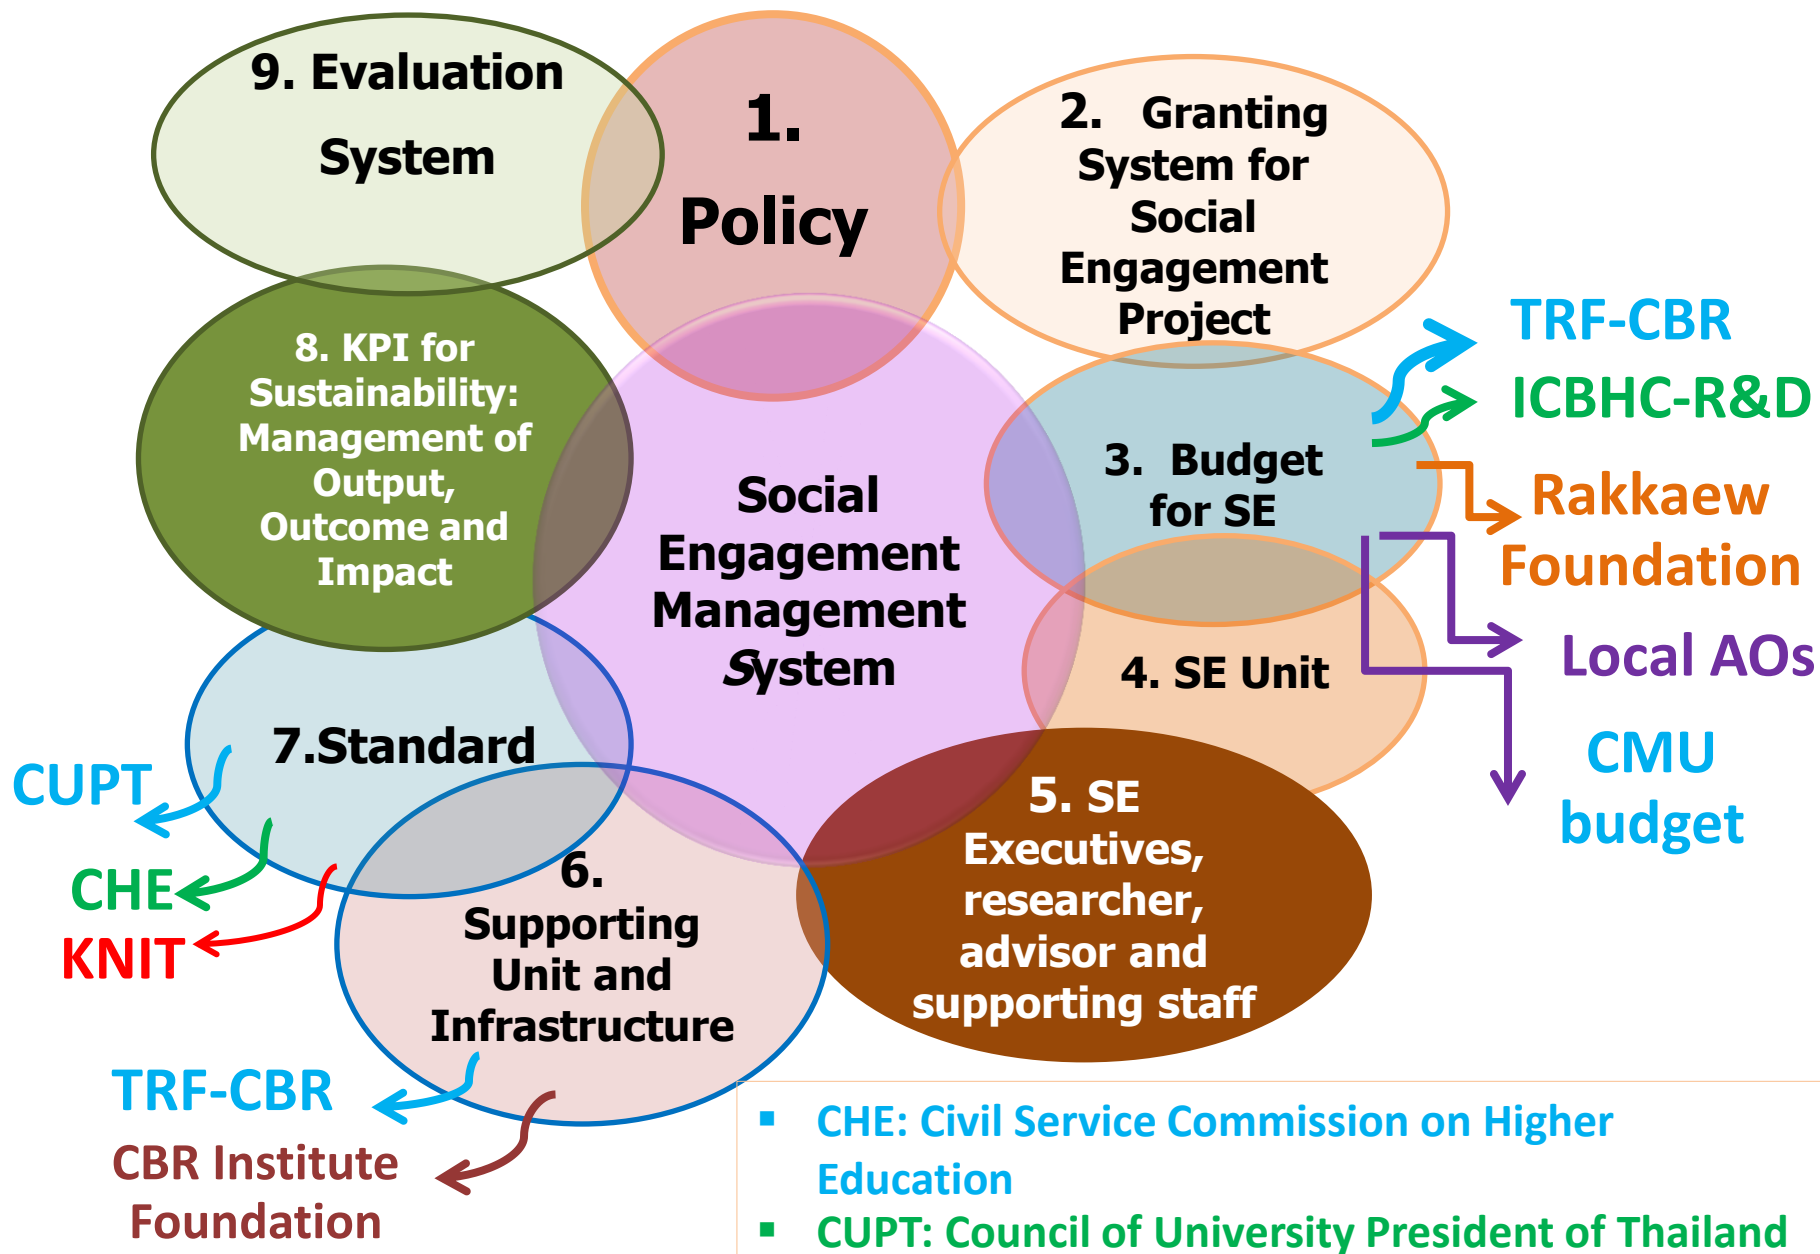 9. Evaluation
System
1.
Policy
2. Granting
System for
Social
Engagement
Project
TRF-CBR
ICBHC-R&D
Rakkaew
Foundation
Local AOs
CMU
budget
3. Budget
for SE
4. SE Unit
5. SE
Executives,
researcher,
advisor and
supporting staff
6.
Supporting
Unit and
Infrastructure
7.Standard
8. KPI for
Sustainability:
Management of
Output,
Outcome and
Impact
Social
Engagement
Management
System
CUPT
CHE
KNIT
TRF-CBR
CBR Institute
Foundation
▪ CHE: Civil Service Commission on Higher
Education
▪ CUPT: Council of University President of Thailand